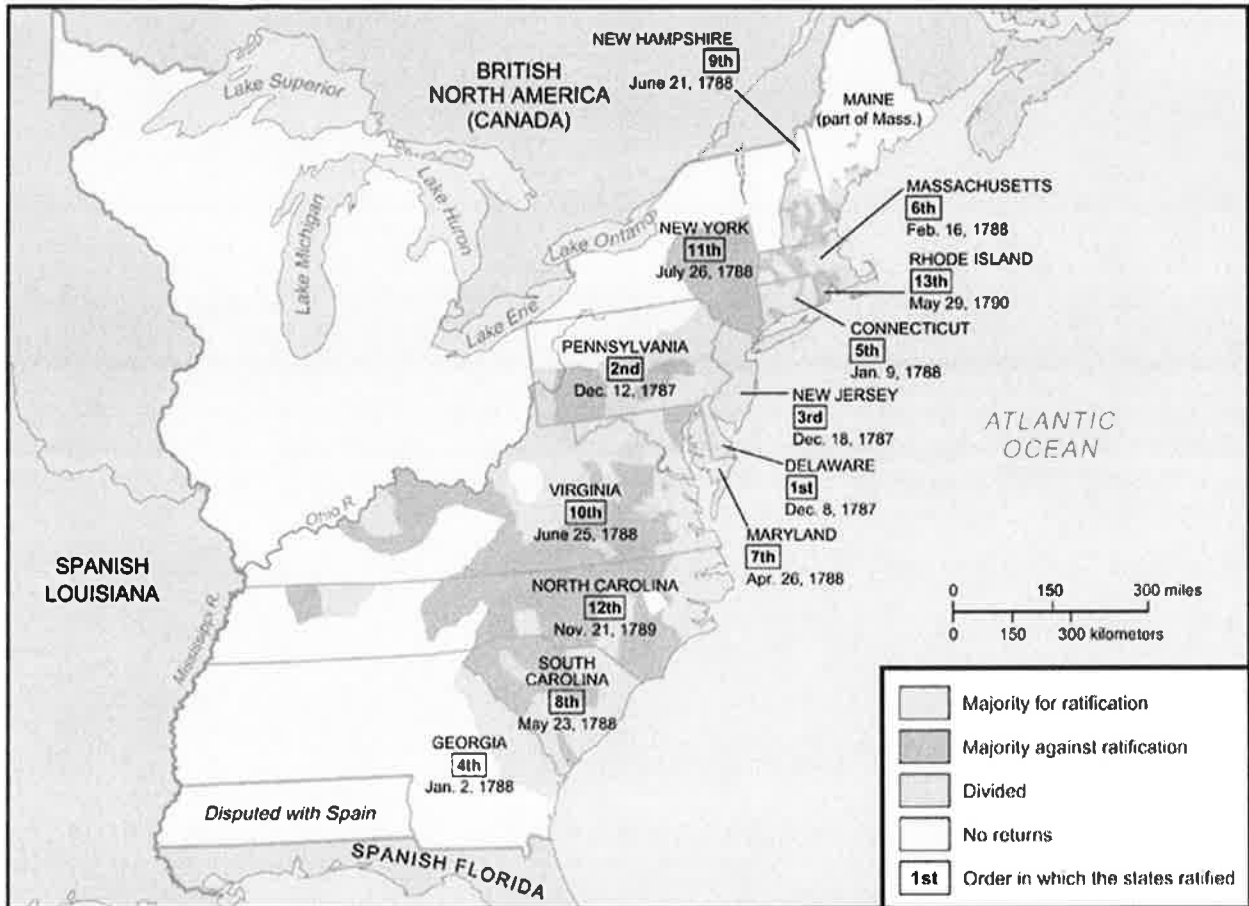 NEW HAMPSHIRE
9th
June 21, 1788
BRITISH
NORTH AMERICA
(CANADA)
Lake Superior
MAINE
(part of Mass.)
Lake Michigan
Lake Huron
Lake Ontario
Lake Erie
MASSACHUSETTS
6th
Feb. 16, 1788
NEW YORK
11th
July 26, 1788
RHODE ISLAND
13th
May 29, 1790
CONNECTICUT
5th
Jan. 9, 1788
PENNSYLVANIA
2nd
Dec. 12, 1787
NEW JERSEY
3rd
Dec. 18, 1787
ATLANTIC
OCEAN
DELAWARE
1st
Dec. 8, 1787
VIRGINIA
10th
June 25, 1788
Ohio R.
MARYLAND
7th
Apr. 26, 1788
SPANISH
LOUISIANA
Mississippi R.
NORTH CAROLINA
12th
Nov. 21, 1789
0 150 300 miles
0 150 300 kilometers
SOUTH
CAROLINA
8th
May 23, 1788
GEORGIA
4th
Jan. 2, 1788
Disputed with Spain
SPANISH FLORIDA
Majority for ratification
Majority against ratification
Divided
No returns
1st Order in which the states ratified